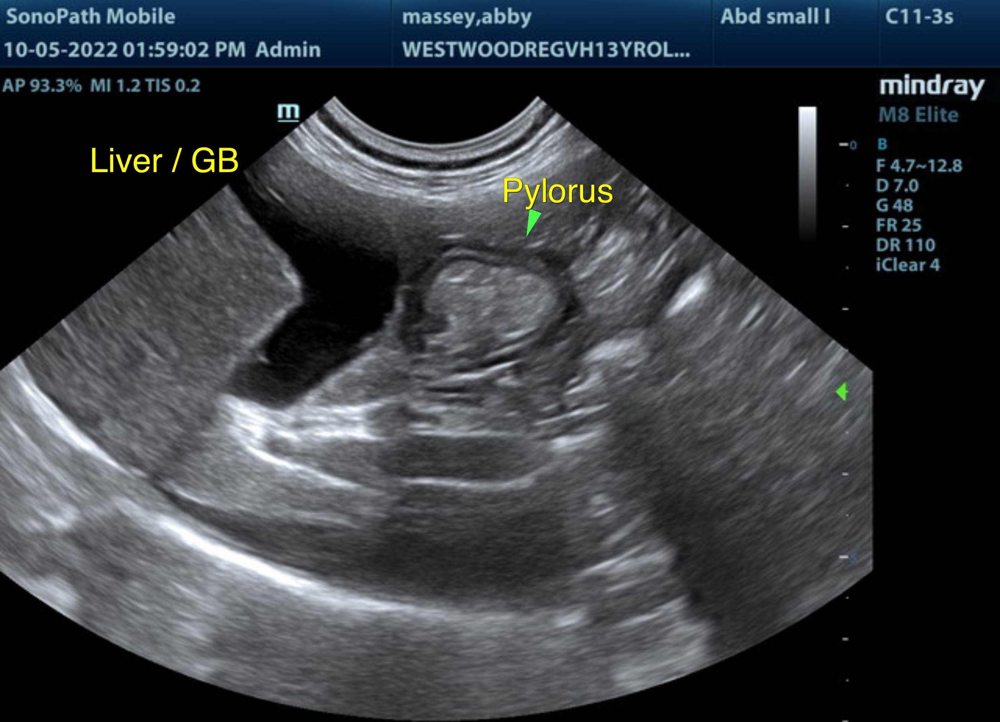 SonoPath Mobile
massey,abby
Abd small I
C11-3s
10-05-2022 01:59:02 PM Admin
WESTWOODREGVH13YROL...
AP 93.3% MI 1.2 TIS 0.2
mindray
m
M8 Elite
Liver / GB
0
B
F 4.7~12.8
D 7.0
Pylorus
G 48
FR 25
DR 110
iClear 4
5